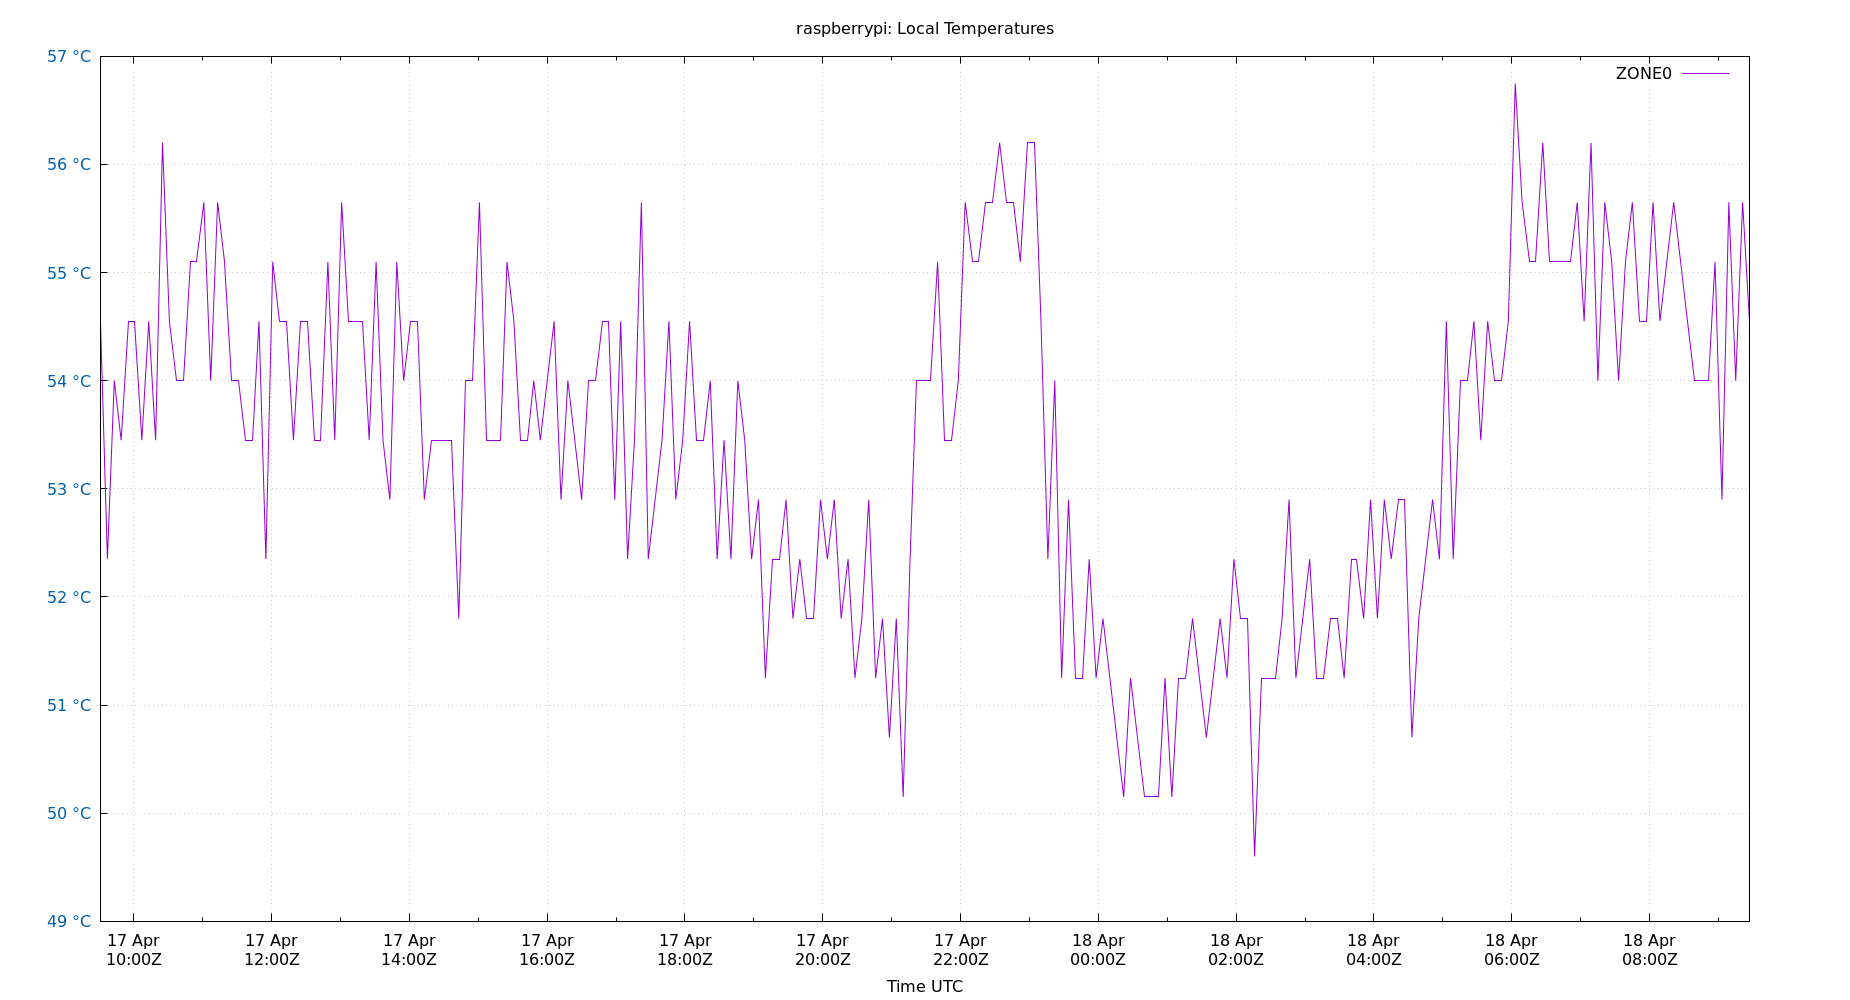 raspberrypi: Local Temperatures
57 °C
ZONE0
56 °C
55 °C
54 °C
53 °C
52 °C
51 °C
50 °C
49 °C
17 Apr 17 Apr 17 Apr 17 Apr 17 Apr 17 Apr 17 Apr 18 Apr 18 Apr 18 Apr 18 Apr 18 Apr
10:00Z 12:00Z 14:00Z 16:00Z 18:00Z 20:00Z 22:00Z 00:00Z 02:00Z 04:00Z 06:00Z 08:00Z
Time UTC